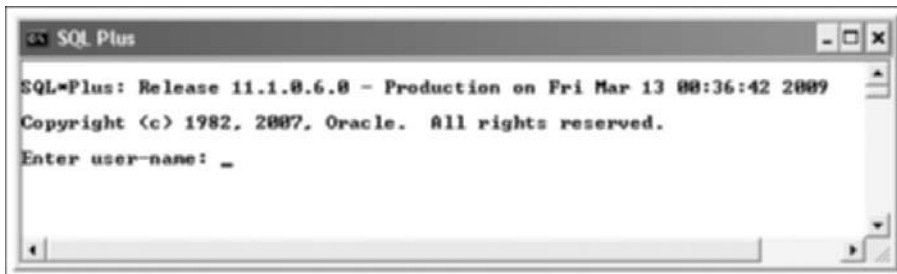 SQL Plus
SQL*Plus: Release 11.1.0.6.0 - Production on Fri Mar 13 00:36:42 2009
Copyright (c) 1982, 2007, Oracle.  All rights reserved.
Enter user-name: _